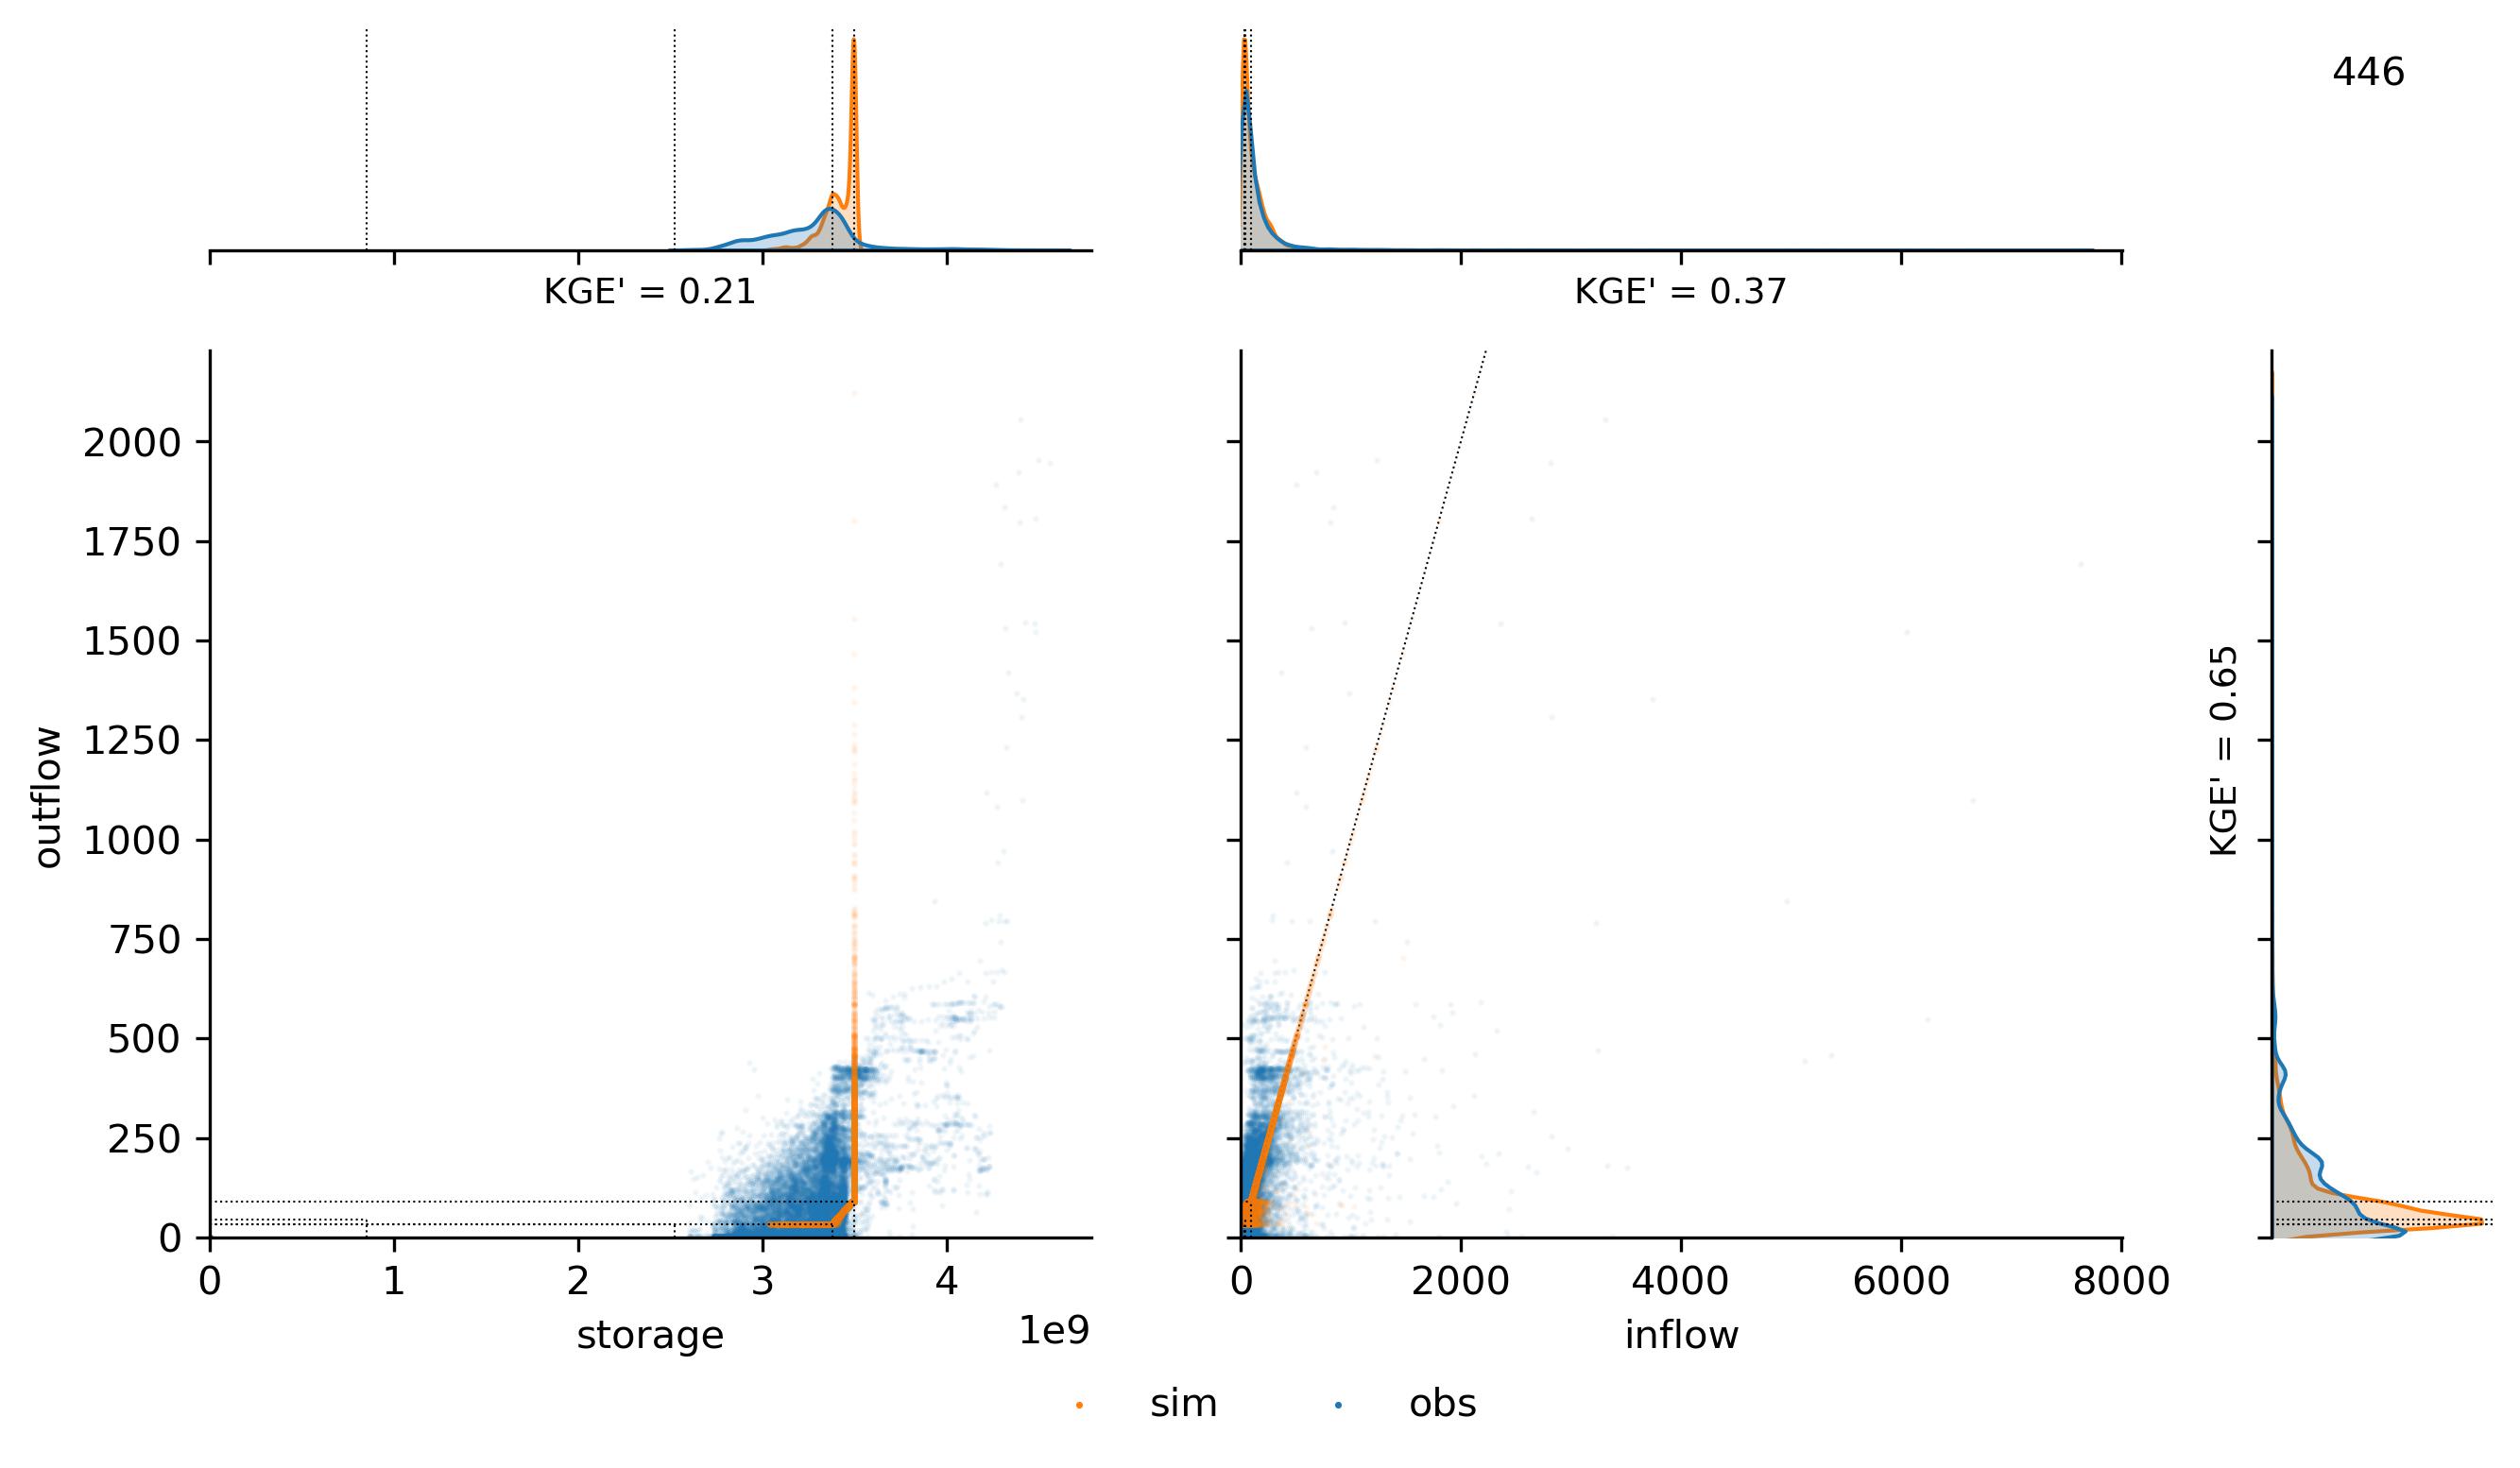 446
KGE' = 0.21
KGE' = 0.37
2000
1750
1500
1250
1000
750
500
250
0
outflow
0 1 2 3 4
storage
1e9
0 2000 4000 6000 8000
inflow
KGE' = 0.65
sim obs